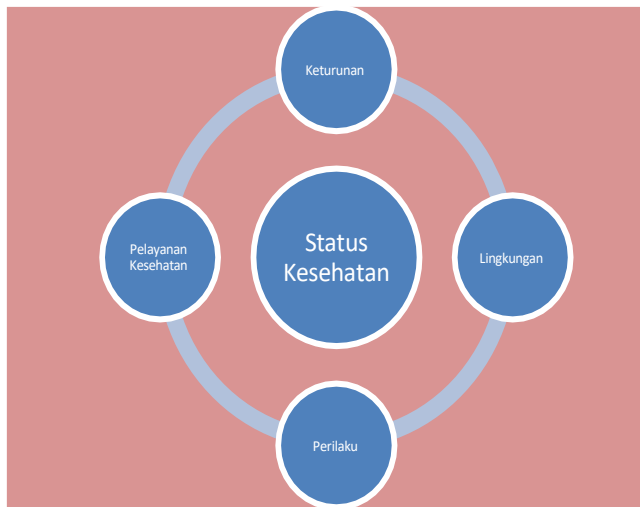 Keturunan
Pelayanan
Kesehatan
Status
Kesehatan
Lingkungan
Perilaku